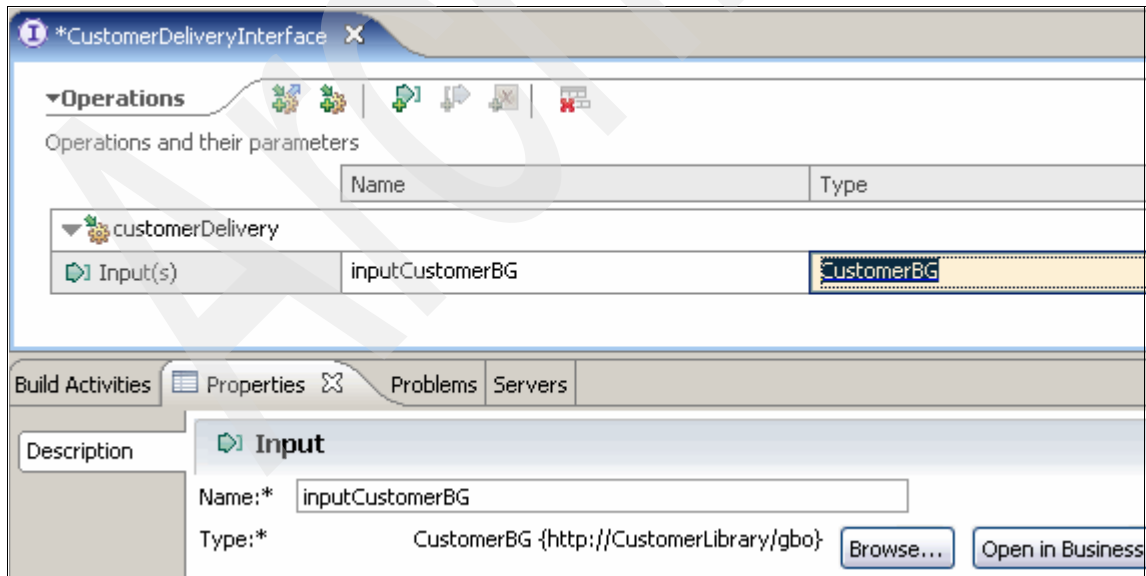 *CustomerDeliveryInterface
Operations
Operations and their parameters
Name Type
customerDelivery
Input(s) inputCustomerBG CustomerBG
Build Activities Properties Problems Servers
Description Input
Name:* inputCustomerBG
Type:* CustomerBG {http://CustomerLibrary/gbo} Browse... Open in Business